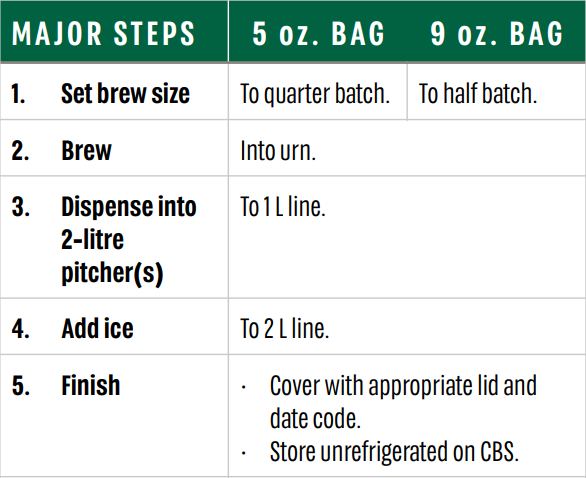 MAJOR STEPS 5 oz. BAG 9 oz. BAG
1. Set brew size To quarter batch. To half batch.
2. Brew Into urn.
3. Dispense into To 1 L line.
2-litre
pitcher(s)
4. Add ice To 2 L line.
5. Finish · Cover with appropriate lid and
date code.
· Store unrefrigerated on CBS.